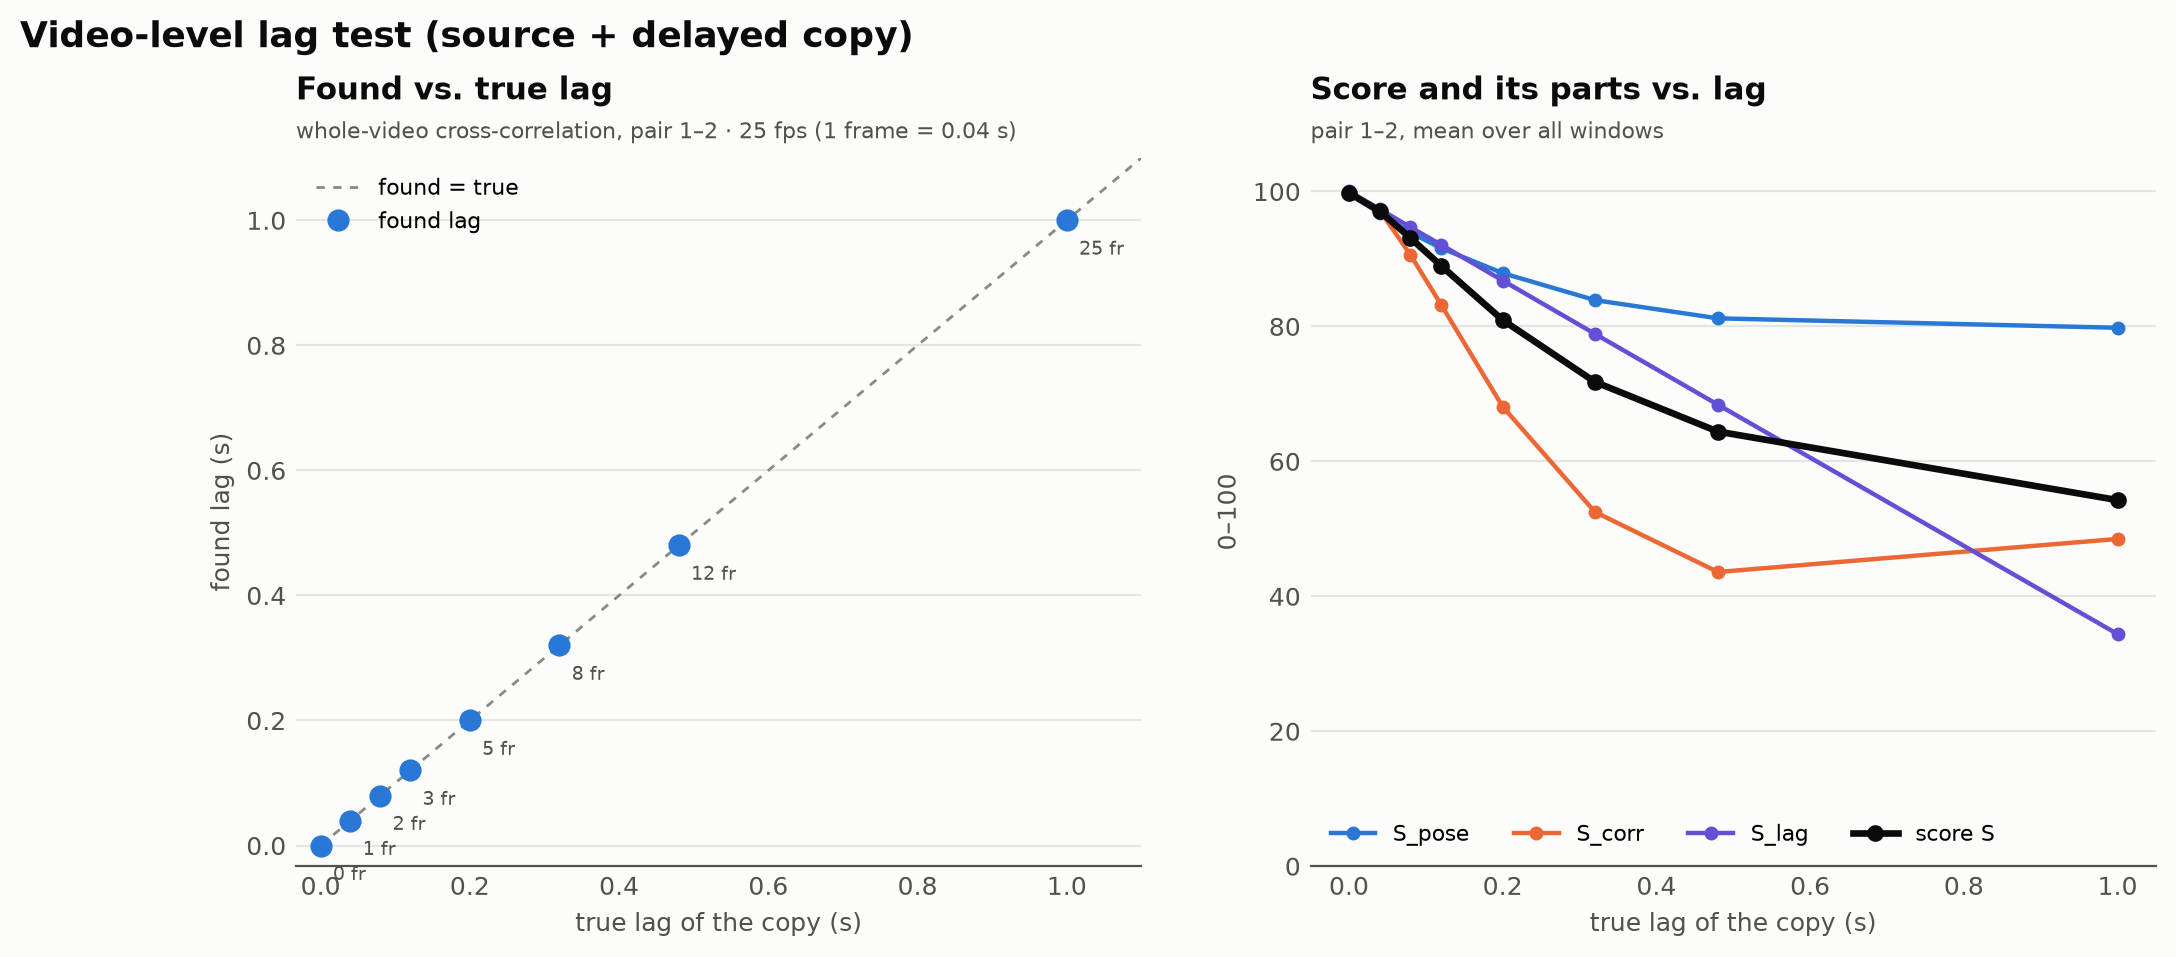 Video-level lag test (source + delayed copy)
Found vs. true lag
whole-video cross-correlation, pair 1–2 · 25 fps (1 frame = 0.04 s)
found = true
found lag
1.0
0.8
0.6
0.4
0.2
0.0
found lag (s)
25 fr
12 fr
8 fr
5 fr
3 fr
2 fr
1 fr
0 fr
0.0 0.2 0.4 0.6 0.8 1.0
true lag of the copy (s)
Score and its parts vs. lag
pair 1–2, mean over all windows
100
80
60
40
20
0
0–100
S_pose S_corr S_lag score S
0.0 0.2 0.4 0.6 0.8 1.0
true lag of the copy (s)